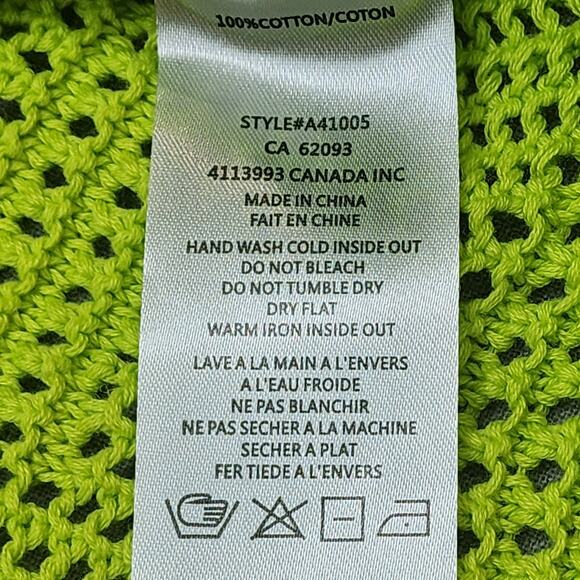 100%COTTON/COTON
STYLE#A41005
CA 62093
4113993 CANADA INC
MADE IN CHINA
FAIT EN CHINE
HAND WASH COLD INSIDE OUT
DO NOT BLEACH
DO NOT TUMBLE DRY
DRY FLAT
WARM IRON INSIDE OUT
LAVE A LA MAIN A L'ENVERS
A L'EAU FROIDE
NE PAS BLANCHIR
NE PAS SECHER A LA MACHINE
SECHER A PLAT
FER TIEDE A L'ENVERS